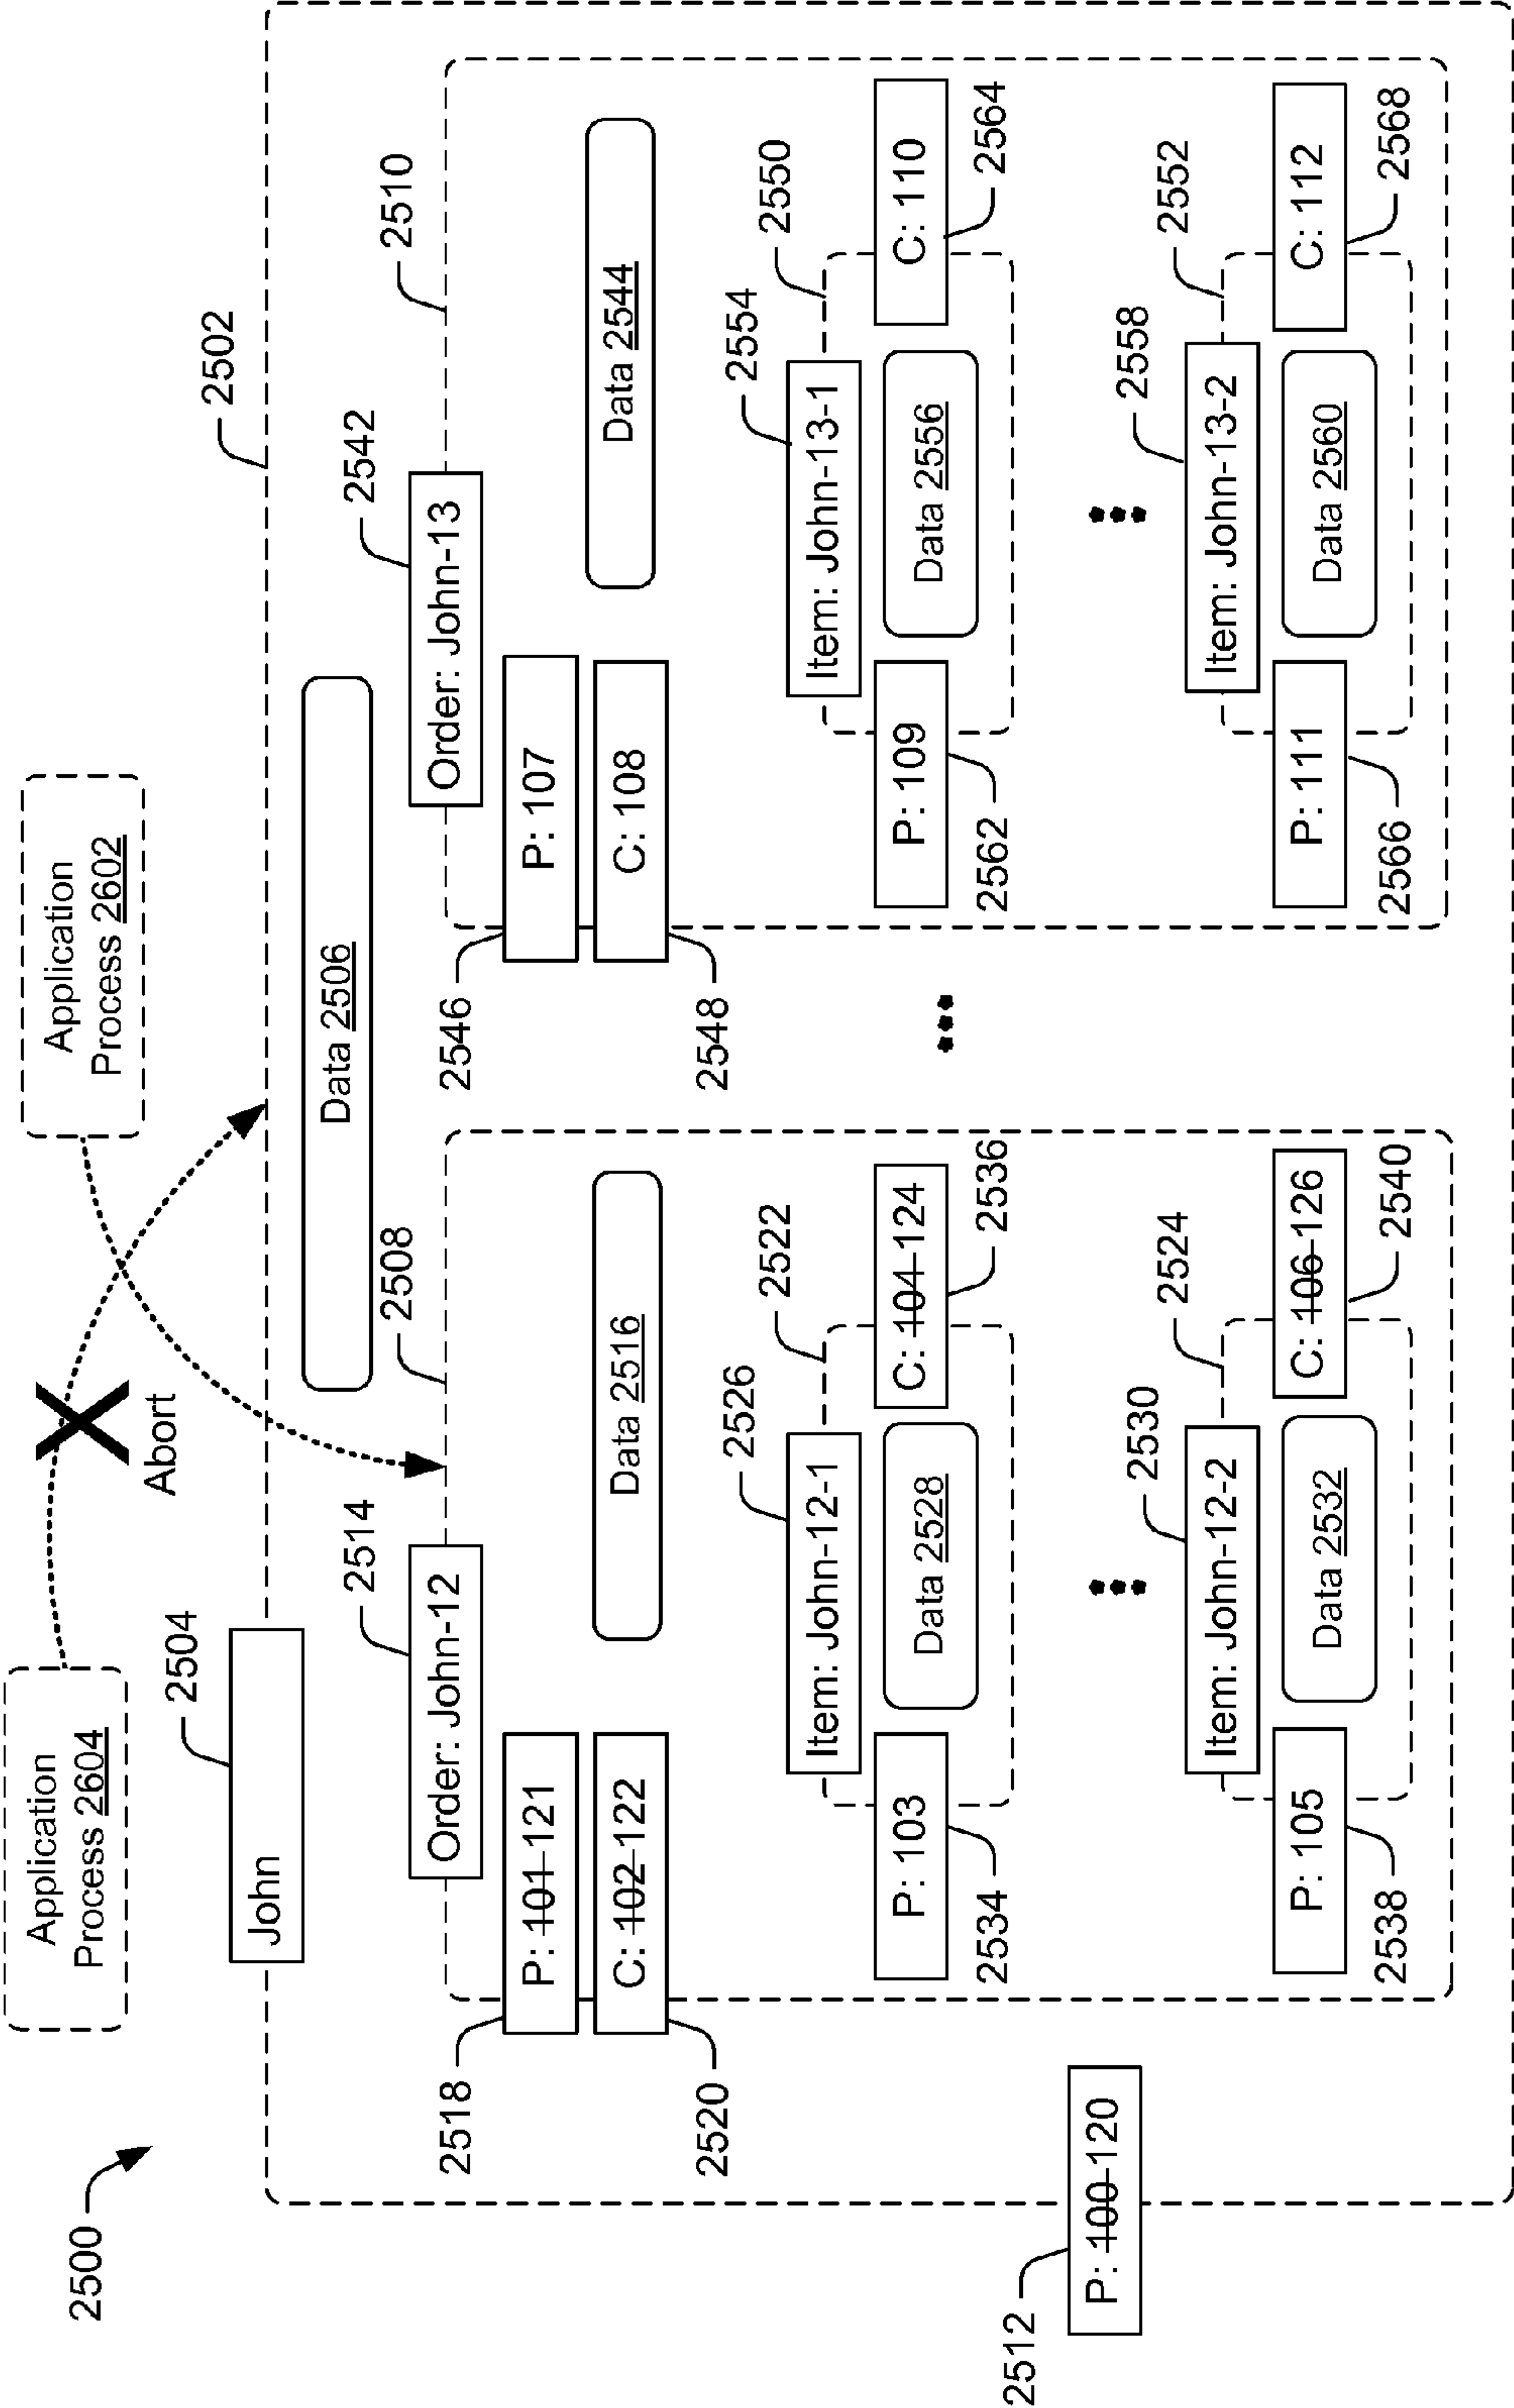 2500
Application
Process 2604
Application
Process 2602
Abort
2504
John
2502
Data 2506
2514
2508
Order: John-12
2542
2510
Order: John-13
2518
P: 101 121
2520
C: 102 122
Data 2516
2546
P: 107
2548
C: 108
Data 2544
2526
2522
Item: John-12-1
P: 103
Data 2528
C: 104 124
2534
2536
2554
2550
Item: John-13-1
P: 109
Data 2556
C: 110
2562
2564
2512
P: 100 120
2530
2524
Item: John-12-2
P: 105
Data 2532
C: 106 126
2538
2540
2558
2552
Item: John-13-2
P: 111
Data 2560
C: 112
2566
2568